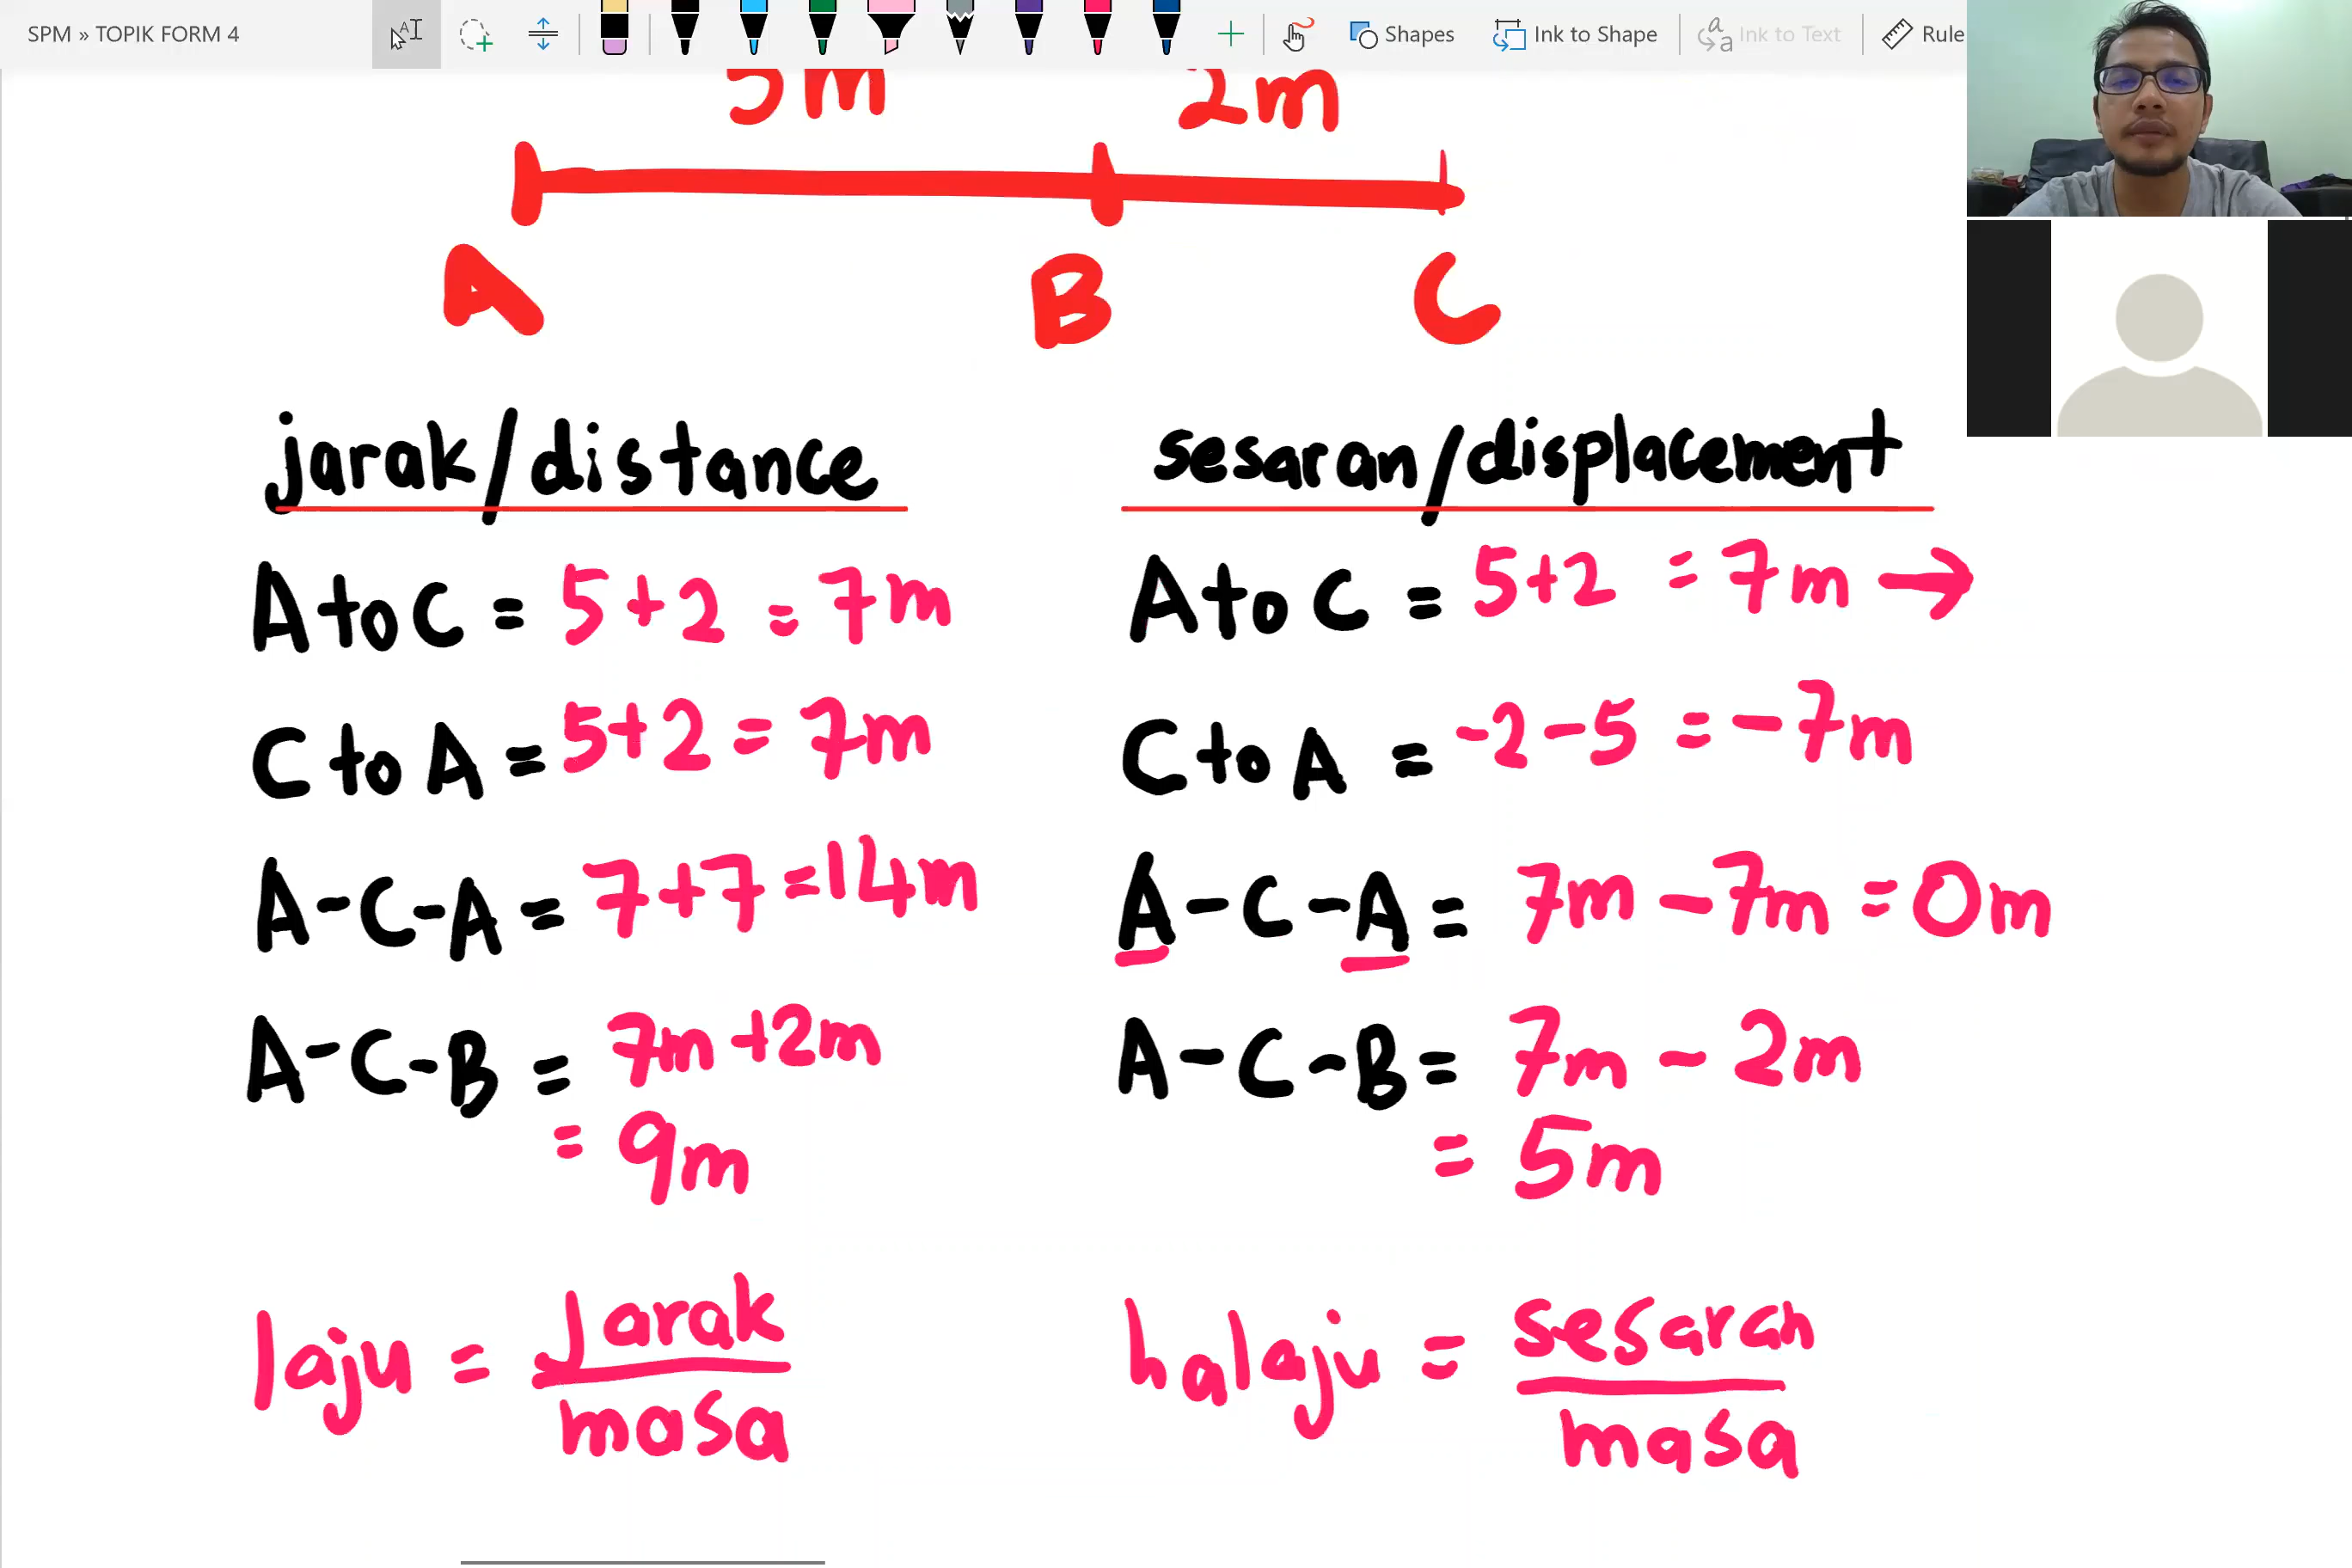 SPM » TOPIK FORM 4 Shapes Ink to Shape Ink to Text Rule
5m 2m
A B C
jarak/distance
A to C = 5+2 = 7m
C to A = 5+2 = 7m
A-C-A = 7+7=14m
A-C-B = 7m +2m
= 9m
laju = Jarak
masa
sesaran/displacement
A to C = 5+2 = 7m →
C to A = -2-5 = -7m
A-C-A = 7m - 7m = 0m
A-C-B = 7m - 2m
= 5m
halaju = sesaran
masa